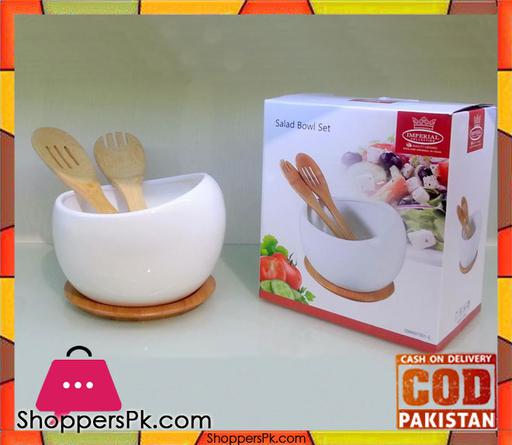 Salad Bowl Set
IMPERIAL
CASH ON DELIVERY
COD
PAKISTAN
ShoppersPk.com
ShoppersPk.com